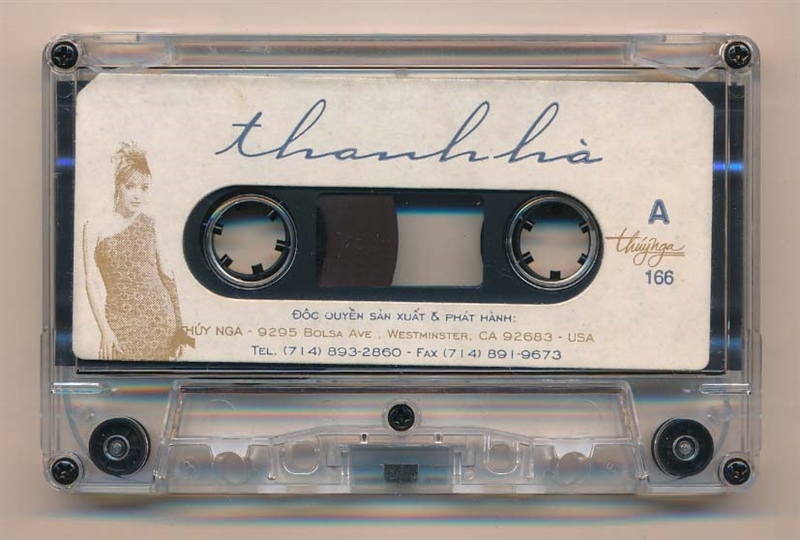 thanh hà
A
thúy nga
166
ĐỘC QUYỀN SẢN XUẤT & PHÁT HÀNH:
THÚY NGA - 9295 BOLSA AVE., WESTMINSTER, CA 92683 - USA
TEL. (714) 893-2860 - FAX (714) 891-9673